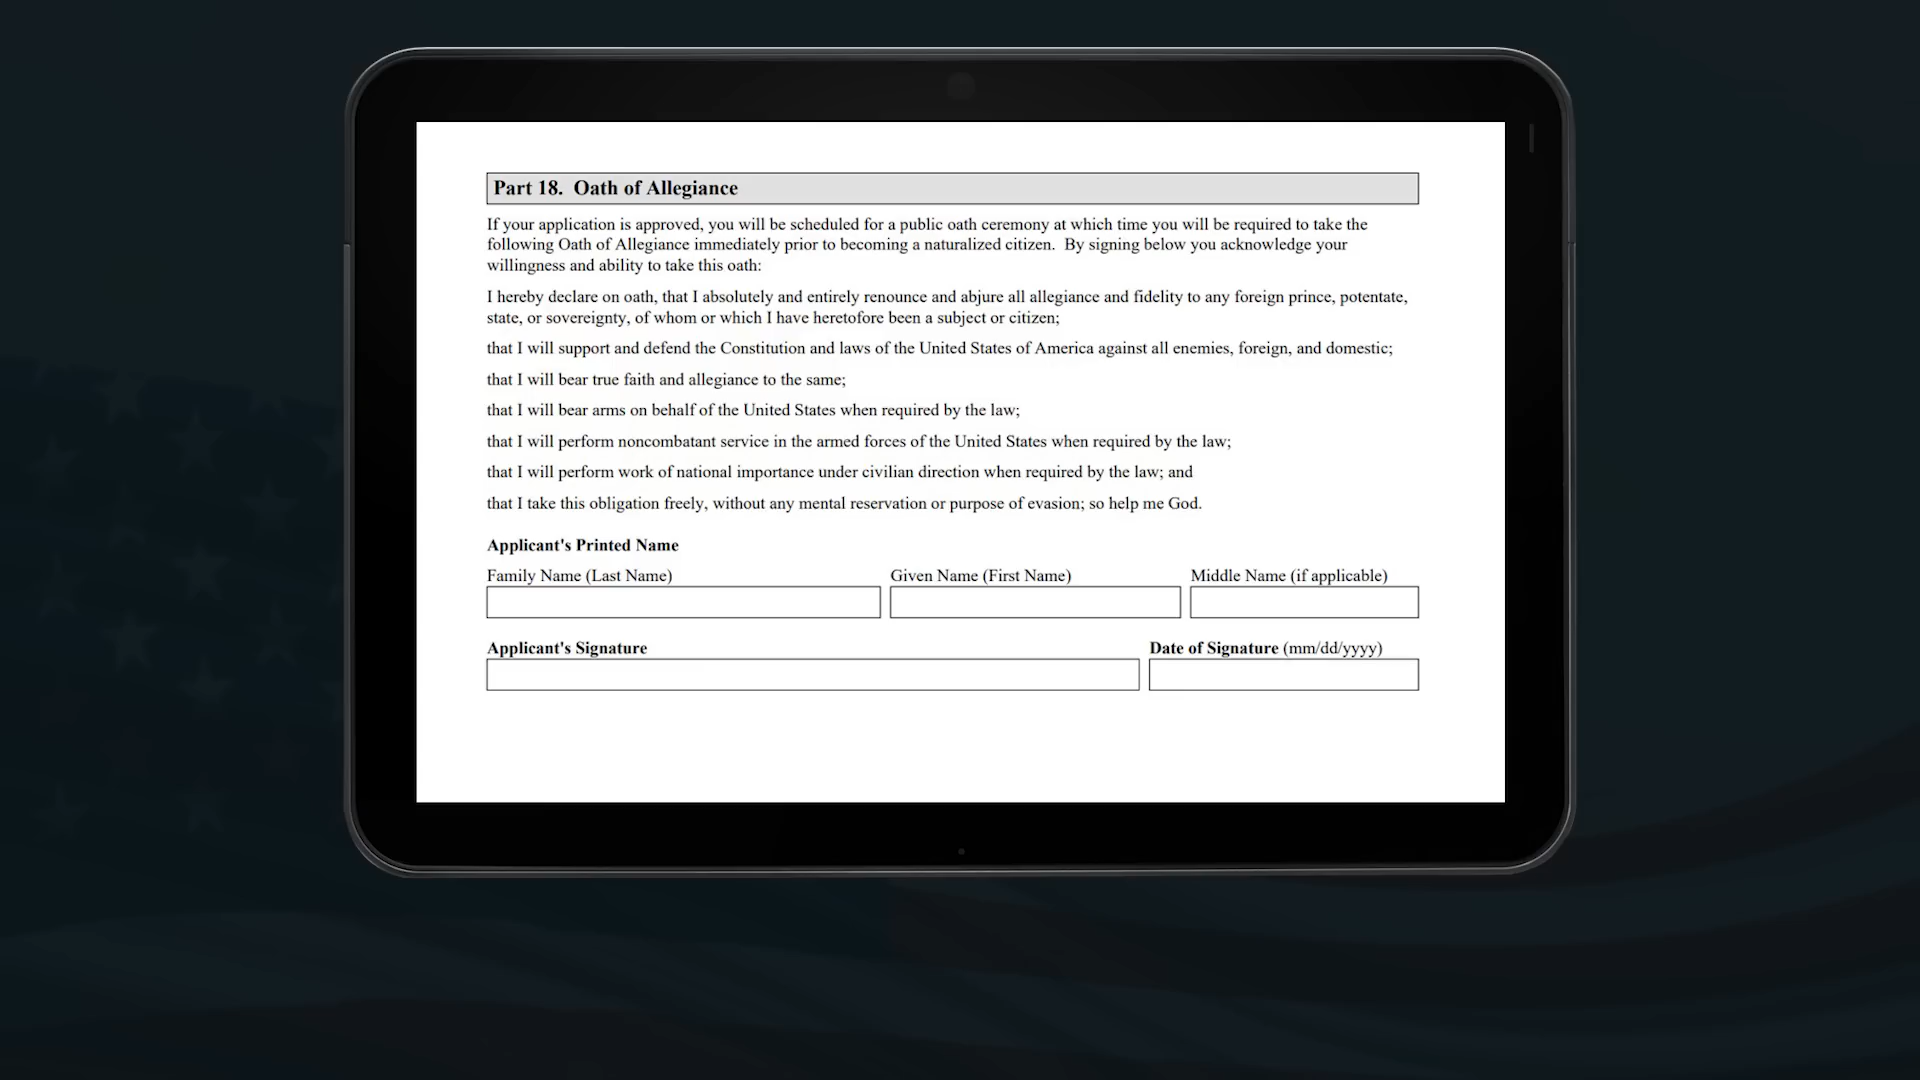 Part 18.  Oath of Allegiance
If your application is approved, you will be scheduled for a public oath ceremony at which time you will be required to take the
following Oath of Allegiance immediately prior to becoming a naturalized citizen.  By signing below you acknowledge your
willingness and ability to take this oath:
I hereby declare on oath, that I absolutely and entirely renounce and abjure all allegiance and fidelity to any foreign prince, potentate,
state, or sovereignty, of whom or which I have heretofore been a subject or citizen;
that I will support and defend the Constitution and laws of the United States of America against all enemies, foreign, and domestic;
that I will bear true faith and allegiance to the same;
that I will bear arms on behalf of the United States when required by the law;
that I will perform noncombatant service in the armed forces of the United States when required by the law;
that I will perform work of national importance under civilian direction when required by the law; and
that I take this obligation freely, without any mental reservation or purpose of evasion; so help me God.
Applicant's Printed Name
Family Name (Last Name) Given Name (First Name) Middle Name (if applicable)
Applicant's Signature Date of Signature (mm/dd/yyyy)